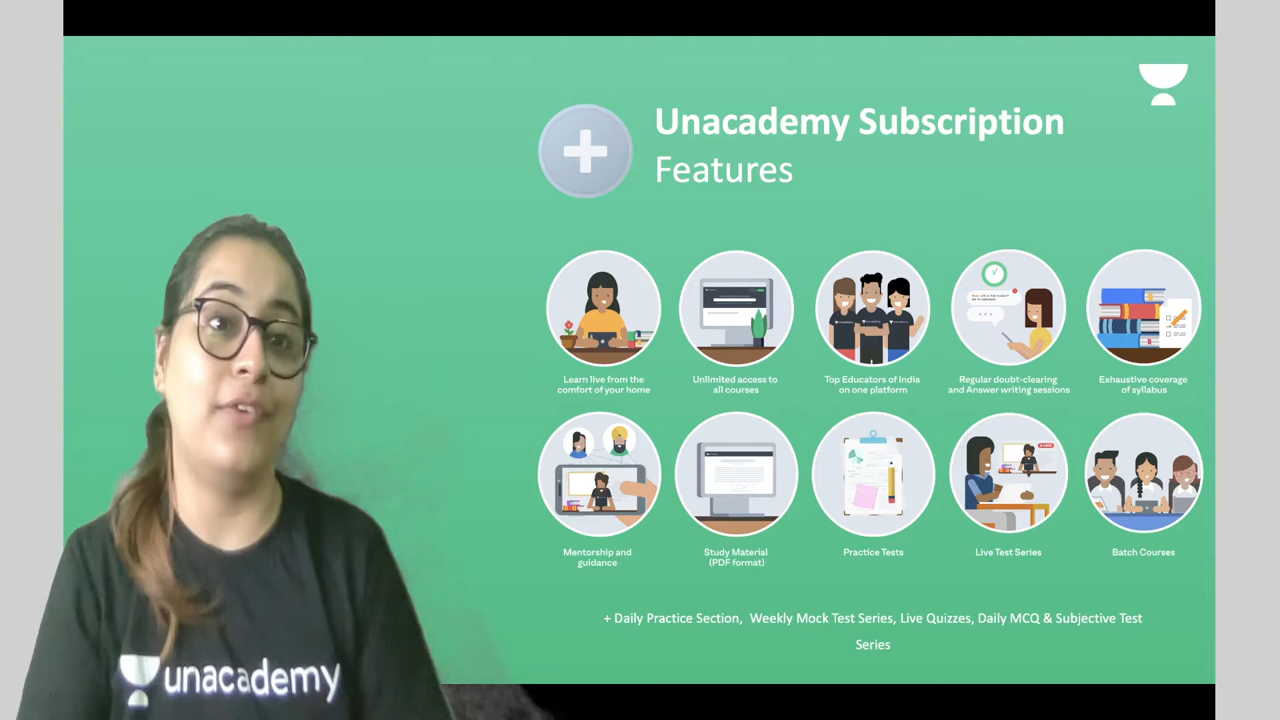 Unacademy Subscription
Features
Learn live from the
comfort of your home
Unlimited access to
all courses
Top Educators of India
on one platform
Regular doubt-clearing
and Answer writing sessions
Exhaustive coverage
of syllabus
Mentorship and
guidance
Study Material
(PDF format)
Practice Tests
Live Test Series
Batch Courses
+ Daily Practice Section, Weekly Mock Test Series, Live Quizzes, Daily MCQ & Subjective Test
Series
unacademy